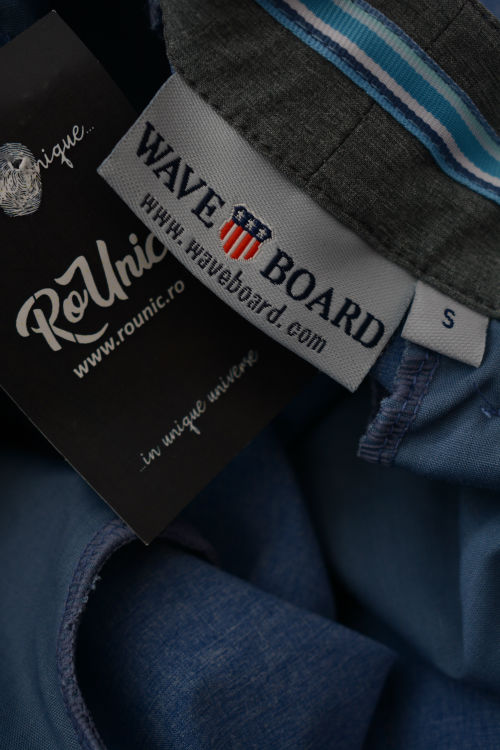 unique...
RoUnic
www.rounic.ro
...in unique universe
WAVE BOARD
www.waveboard.com
S